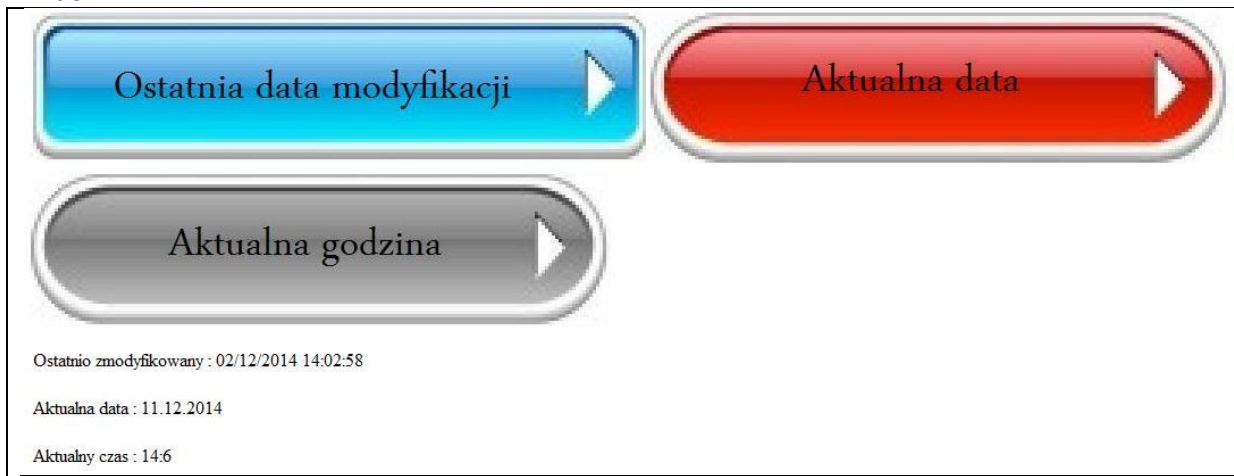 Ostatnia data modyfikacji
Aktualna data
Aktualna godzina
Ostatnio zmodyfikowany : 02/12/2014 14:02:58
Aktualna data : 11.12.2014
Aktualny czas : 14:6